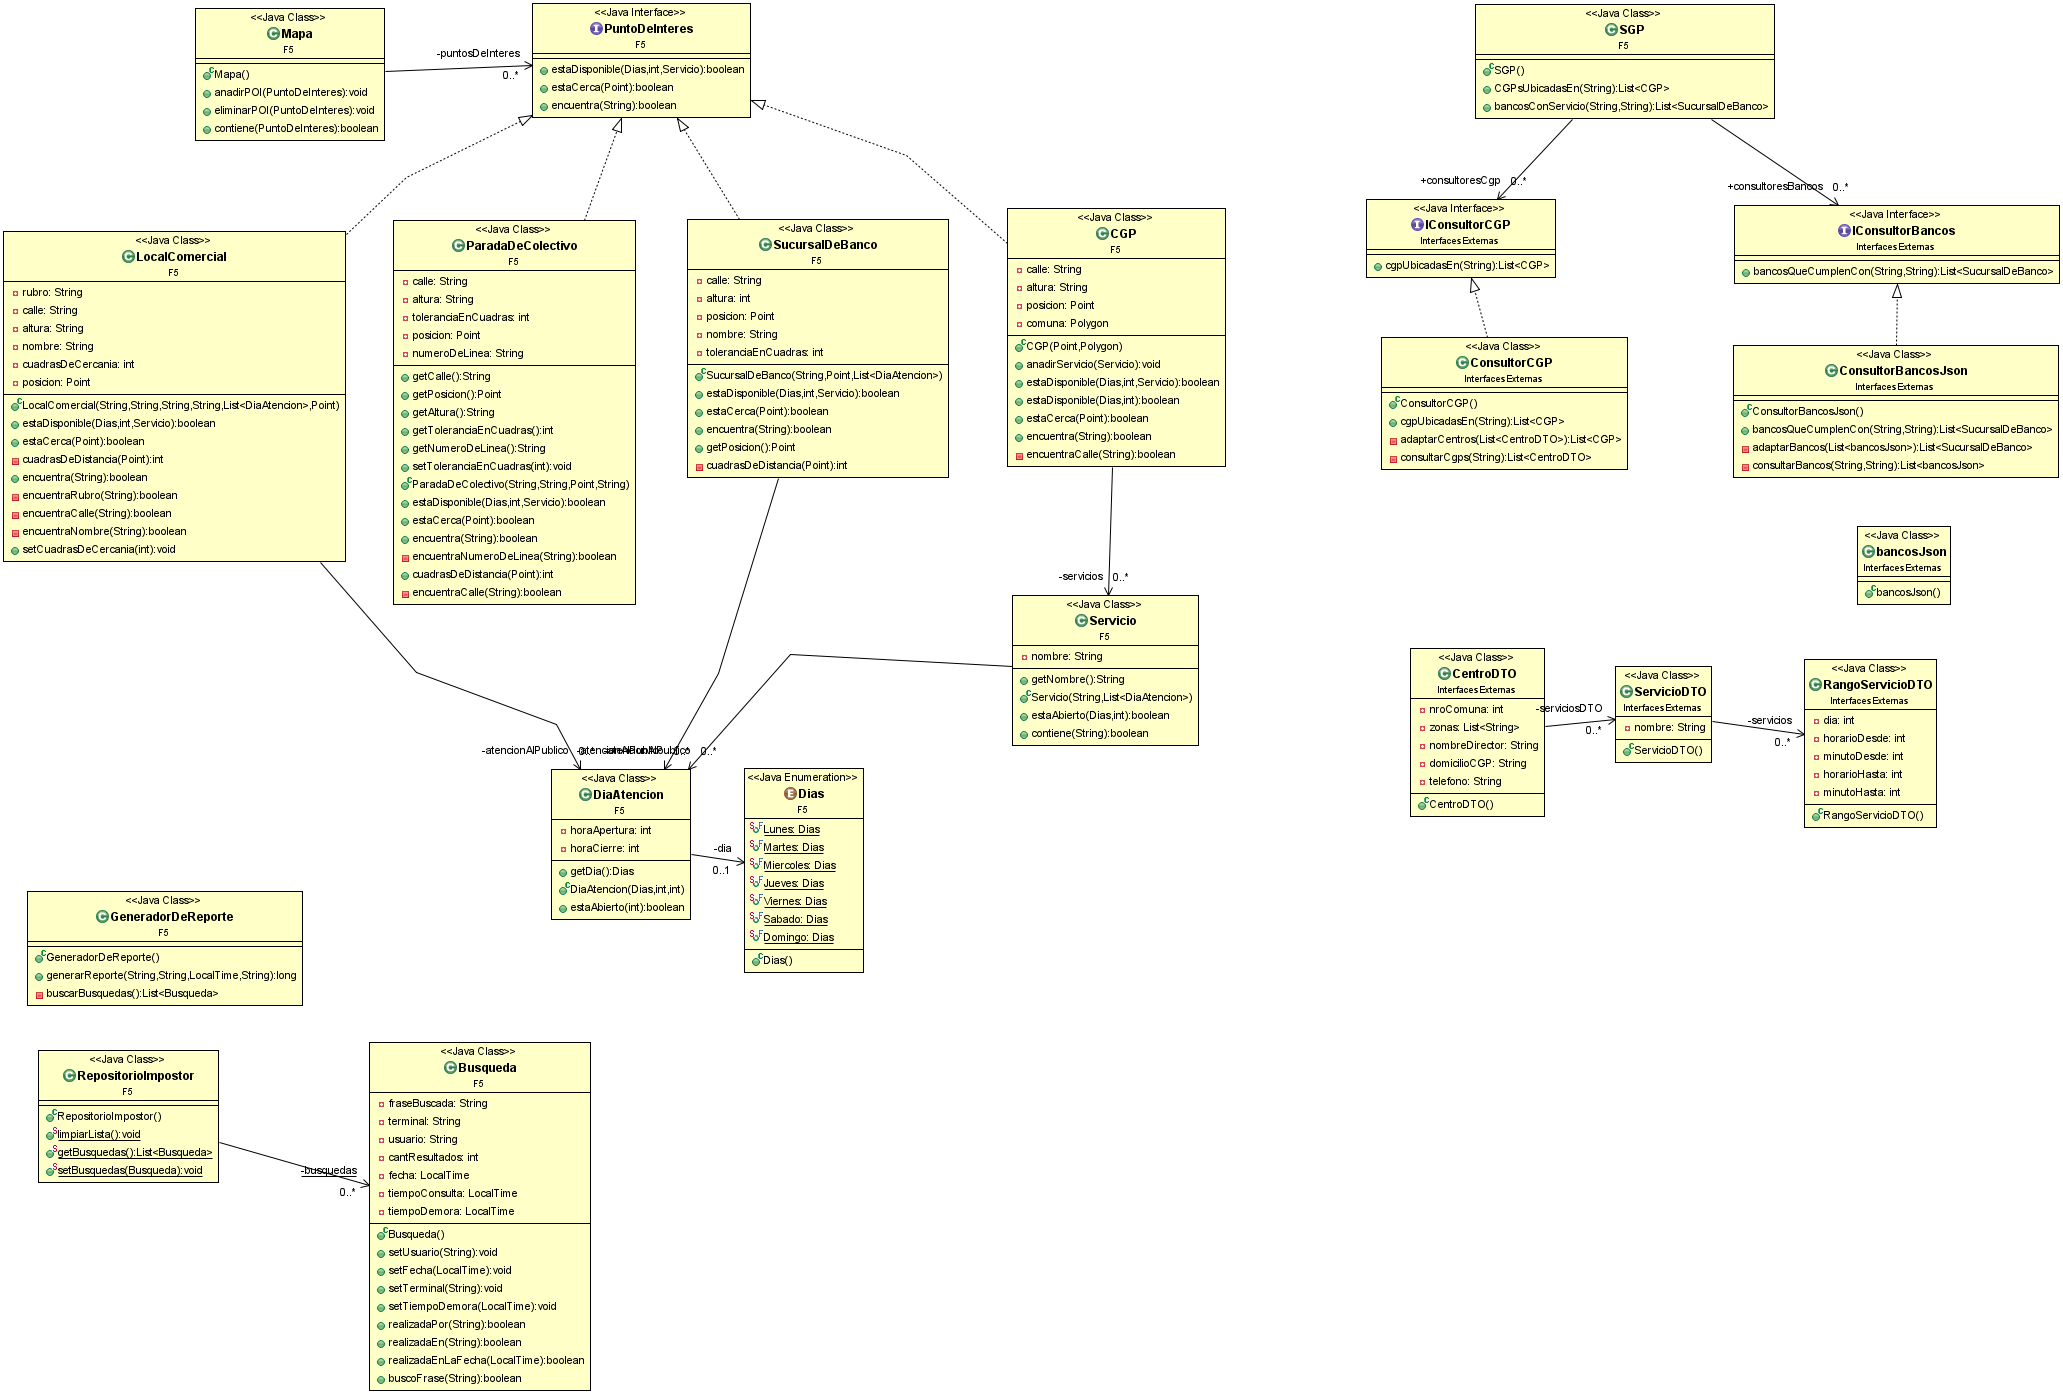 <<Java Class>>
Mapa
F5
Mapa()
anadirPOI(PuntoDeInteres):void
eliminarPOI(PuntoDeInteres):void
contiene(PuntoDeInteres):boolean
-puntosDeInteres
0..*
<<Java Interface>>
PuntoDeInteres
F5
estaDisponible(Dias,int,Servicio):boolean
estaCerca(Point):boolean
encuentra(String):boolean
<<Java Class>>
SGP
F5
SGP()
CGPsUbicadasEn(String):List<CGP>
bancosConServicio(String,String):List<SucursalDeBanco>
+consultoresCgp
0..*
+consultoresBancos
0..*
<<Java Class>>
LocalComercial
F5
rubro: String
calle: String
altura: String
nombre: String
cuadrasDeCercania: int
posicion: Point
LocalComercial(String,String,String,String,List<DiaAtencion>,Point)
estaDisponible(Dias,int,Servicio):boolean
estaCerca(Point):boolean
cuadrasDeDistancia(Point):int
encuentra(String):boolean
encuentraRubro(String):boolean
encuentraCalle(String):boolean
encuentraNombre(String):boolean
setCuadrasDeCercania(int):void
<<Java Class>>
ParadaDeColectivo
F5
calle: String
altura: String
toleranciaEnCuadras: int
posicion: Point
numeroDeLinea: String
getCalle():String
getPosicion():Point
getAltura():String
getToleranciaEnCuadras():int
getNumeroDeLinea():String
setToleranciaEnCuadras(int):void
ParadaDeColectivo(String,String,Point,String)
estaDisponible(Dias,int,Servicio):boolean
estaCerca(Point):boolean
encuentra(String):boolean
encuentraNumeroDeLinea(String):boolean
cuadrasDeDistancia(Point):int
encuentraCalle(String):boolean
<<Java Class>>
SucursalDeBanco
F5
calle: String
altura: int
posicion: Point
nombre: String
toleranciaEnCuadras: int
SucursalDeBanco(String,Point,List<DiaAtencion>)
estaDisponible(Dias,int,Servicio):boolean
estaCerca(Point):boolean
encuentra(String):boolean
getPosicion():Point
cuadrasDeDistancia(Point):int
<<Java Class>>
CGP
F5
calle: String
altura: String
posicion: Point
comuna: Polygon
CGP(Point,Polygon)
anadirServicio(Servicio):void
estaDisponible(Dias,int,Servicio):boolean
estaDisponible(Dias,int):boolean
estaCerca(Point):boolean
encuentra(String):boolean
encuentraCalle(String):boolean
<<Java Interface>>
IConsultorCGP
Interfaces Externas
cgpUbicadasEn(String):List<CGP>
<<Java Interface>>
IConsultorBancos
Interfaces Externas
bancosQueCumplenCon(String,String):List<SucursalDeBanco>
<<Java Class>>
ConsultorCGP
Interfaces Externas
ConsultorCGP()
cgpUbicadasEn(String):List<CGP>
adaptarCentros(List<CentroDTO>):List<CGP>
consultarCgps(String):List<CentroDTO>
<<Java Class>>
ConsultorBancosJson
Interfaces Externas
ConsultorBancosJson()
bancosQueCumplenCon(String,String):List<SucursalDeBanco>
adaptarBancos(List<bancosJson>):List<SucursalDeBanco>
consultarBancos(String,String):List<bancosJson>
<<Java Class>>
bancosJson
Interfaces Externas
bancosJson()
-servicios
0..*
<<Java Class>>
Servicio
F5
nombre: String
getNombre():String
Servicio(String,List<DiaAtencion>)
estaAbierto(Dias,int):boolean
contiene(String):boolean
<<Java Class>>
CentroDTO
Interfaces Externas
nroComuna: int
zonas: List<String>
nombreDirector: String
domicilioCGP: String
telefono: String
CentroDTO()
-serviciosDTO
0..*
<<Java Class>>
ServicioDTO
Interfaces Externas
nombre: String
ServicioDTO()
-servicios
0..*
<<Java Class>>
RangoServicioDTO
Interfaces Externas
dia: int
horarioDesde: int
minutoDesde: int
horarioHasta: int
minutoHasta: int
RangoServicioDTO()
-atencionAlPublico
0..*
<<Java Class>>
DiaAtencion
F5
horaApertura: int
horaCierre: int
getDia():Dias
DiaAtencion(Dias,int,int)
estaAbierto(int):boolean
-dia
0..1
<<Java Enumeration>>
Dias
F5
Lunes: Dias
Martes: Dias
Miercoles: Dias
Jueves: Dias
Viernes: Dias
Sabado: Dias
Domingo: Dias
Dias()
<<Java Class>>
GeneradorDeReporte
F5
GeneradorDeReporte()
generarReporte(String,String,LocalTime,String):long
buscarBusquedas():List<Busqueda>
<<Java Class>>
RepositorioImpostor
F5
RepositorioImpostor()
limpiarLista():void
getBusquedas():List<Busqueda>
setBusquedas(Busqueda):void
-busquedas
0..*
<<Java Class>>
Busqueda
F5
fraseBuscada: String
terminal: String
usuario: String
cantResultados: int
fecha: LocalTime
tiempoConsulta: LocalTime
tiempoDemora: LocalTime
Busqueda()
setUsuario(String):void
setFecha(LocalTime):void
setTerminal(String):void
setTiempoDemora(LocalTime):void
realizadaPor(String):boolean
realizadaEn(String):boolean
realizadaEnLaFecha(LocalTime):boolean
buscoFrase(String):boolean